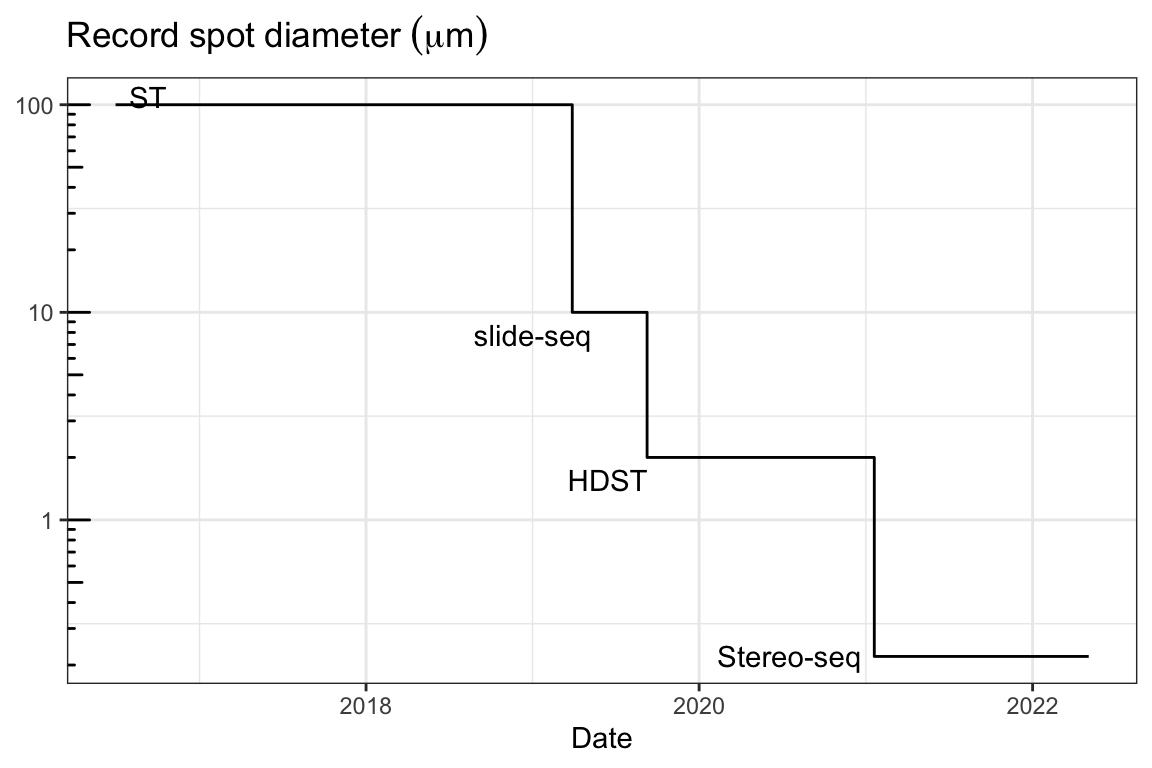 Record spot diameter (μm)
100
ST
10
slide-seq
HDST
1
Stereo-seq
2018
2020
2022
Date